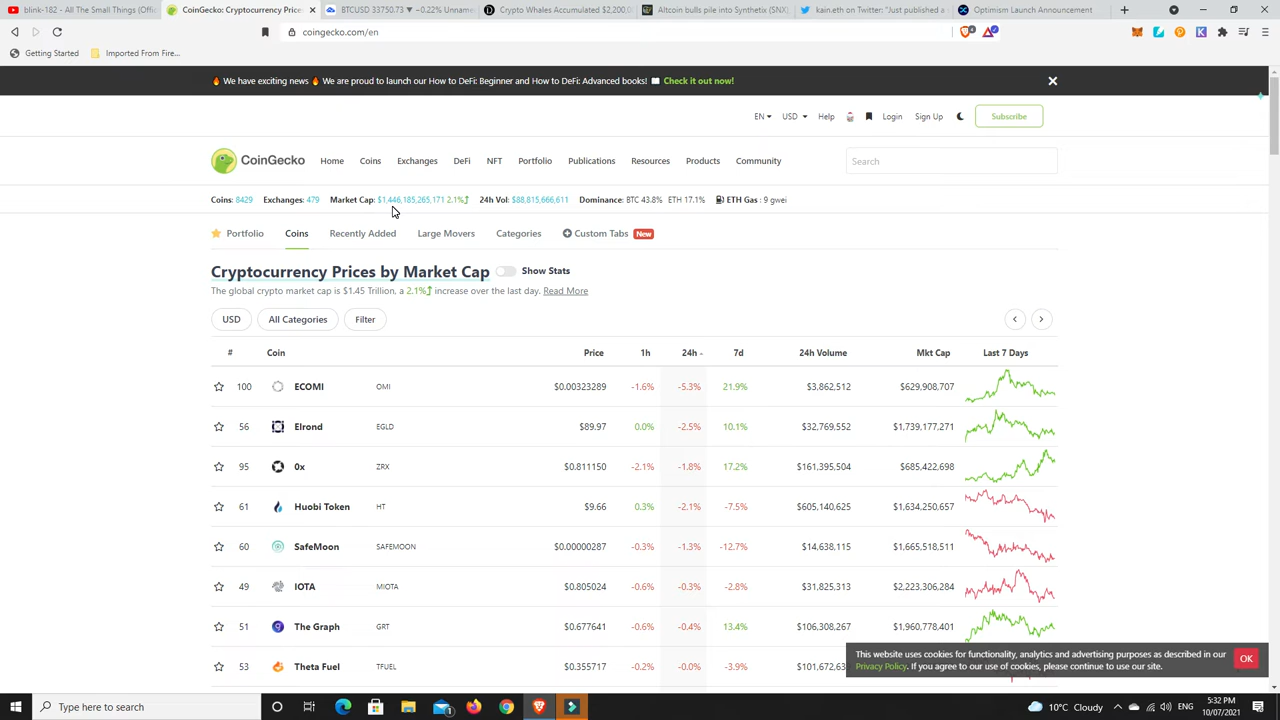 blink-182 - All The Small Things (Offici
CoinGecko: Cryptocurrency Prices
BTCUSD 33750.73 ▼ +0.22% Unnam
Crypto Whales Accumulated $2,200,0
Altcoin bulls pile into Synthetix (SNX)
kain.eth on Twitter: "Just published a
Optimism Launch Announcement
coingecko.com/en
Getting Started
Imported From Fire...
We have exciting news We are proud to launch our How to DeFi: Beginner and How to DeFi: Advanced books! Check it out now!
EN USD Help Login Sign Up Subscribe
CoinGecko Home Coins Exchanges DeFi NFT Portfolio Publications Resources Products Community Search
Coins: 8429 Exchanges: 479 Market Cap: $1,446,185,265,171 2.1% 24h Vol: $88,815,666,611 Dominance: BTC 43.8% ETH 17.1% ETH Gas: 9 gwei
Portfolio Coins Recently Added Large Movers Categories Custom Tabs New
Cryptocurrency Prices by Market Cap Show Stats
The global crypto market cap is $1.45 Trillion, a 2.1% increase over the last day. Read More
USD All Categories Filter
# Coin Price 1h 24h 7d 24h Volume Mkt Cap Last 7 Days
100 ECOMI OMI $0.00323289 -1.6% -5.3% 21.9% $3,862,512 $629,908,707
56 Elrond EGLD $89.97 0.0% -2.5% 10.1% $32,769,552 $1,739,177,271
95 0x ZRX $0.811150 -2.1% -1.8% 17.2% $161,395,504 $685,422,698
61 Huobi Token HT $9.66 0.3% -2.1% -7.5% $605,140,625 $1,634,250,657
60 SafeMoon SAFEMOON $0.00000287 -0.3% -1.3% -12.7% $14,638,115 $1,665,518,511
49 IOTA MIOTA $0.805024 -0.6% -0.3% -2.8% $31,825,313 $2,223,306,284
51 The Graph GRT $0.677641 -0.6% -0.4% 13.4% $106,308,267 $1,960,778,401
53 Theta Fuel TFUEL $0.355717 -0.2% -0.0% -3.9% $101,672,63
This website uses cookies for functionality, analytics and advertising purposes as described in our
Privacy Policy. If you agree to our use of cookies, please continue to use our site.
OK
Type here to search
10°C Cloudy
ENG
5:32 PM
10/07/2021